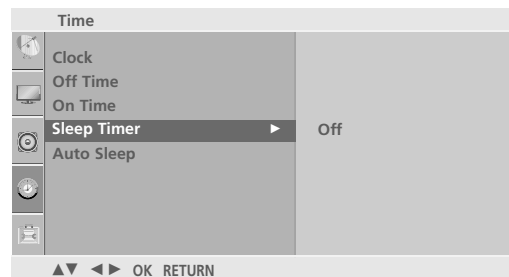 Time
Clock
Off Time
On Time
Sleep Timer ► Off
Auto Sleep
▲▼ ◄► OK RETURN